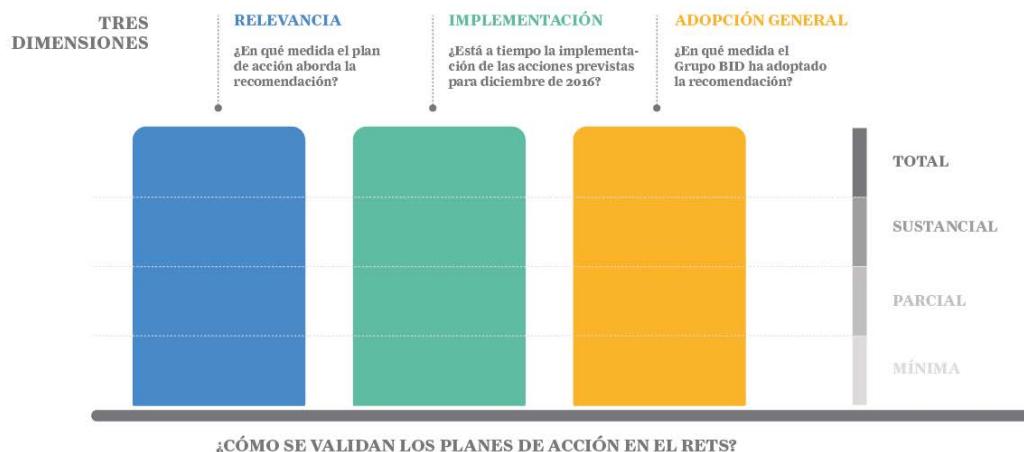 TRES
DIMENSIONES
RELEVANCIA
¿En qué medida el plan
de acción aborda la
recomendación?
IMPLEMENTACIÓN
¿Está a tiempo la implementa-
ción de las acciones previstas
para diciembre de 2016?
ADOPCIÓN GENERAL
¿En qué medida el
Grupo BID ha adoptado
la recomendación?
TOTAL
SUSTANCIAL
PARCIAL
MÍNIMA
¿CÓMO SE VALIDAN LOS PLANES DE ACCIÓN EN EL RETS?